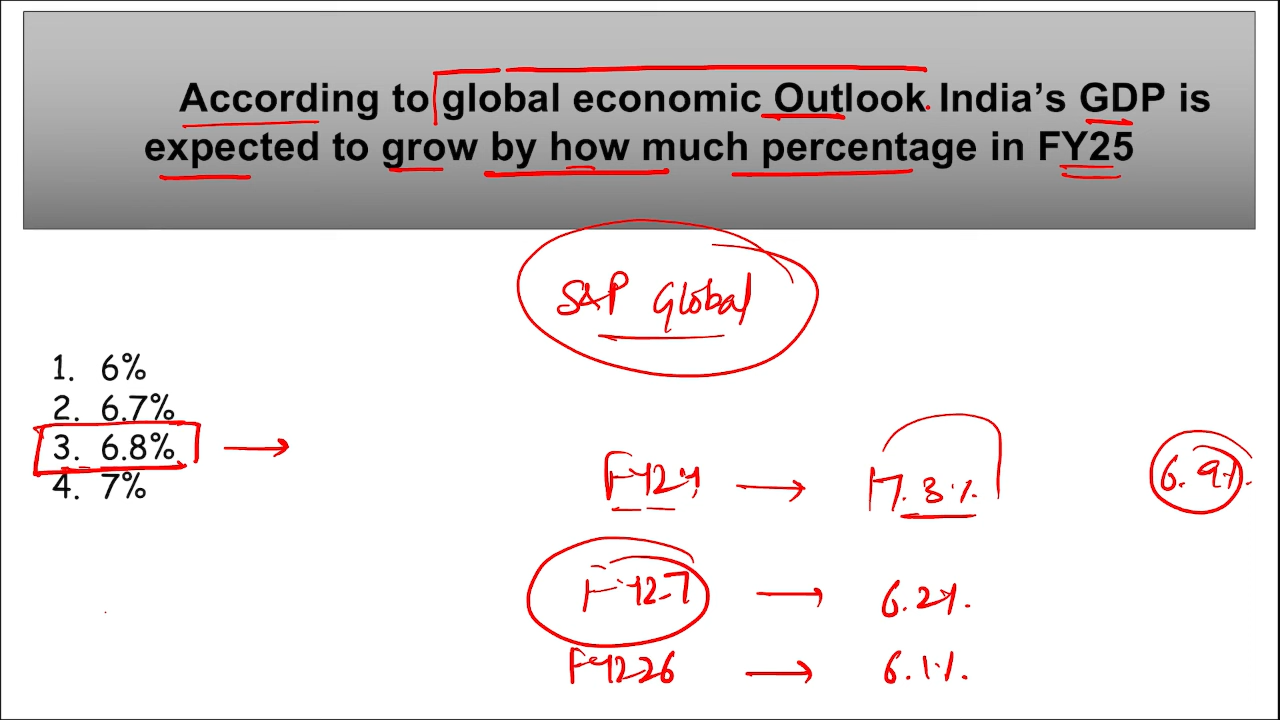 According to global economic Outlook India's GDP is
expected to grow by how much percentage in FY25
S&P Global
1. 6%
2. 6.7%
3. 6.8%
4. 7%
FY24 → 7.8%
6.9%
FY27 → 6.2%
FY226 → 6.1%